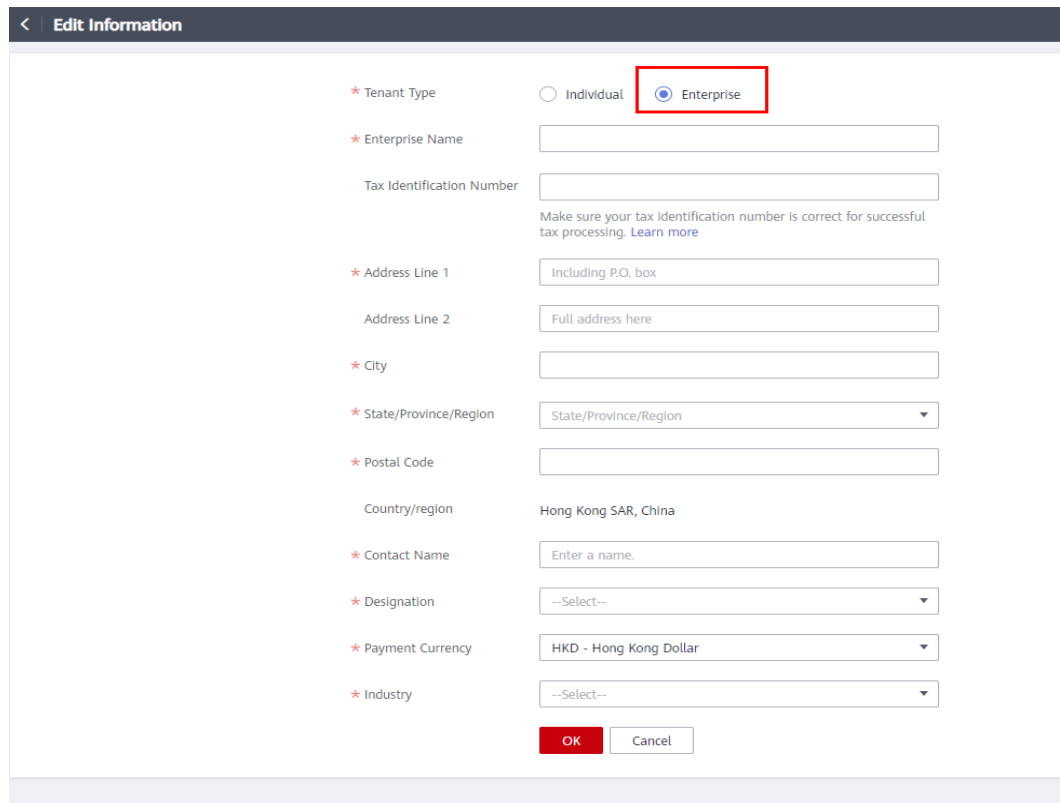 < Edit Information
* Tenant Type Individual Enterprise
* Enterprise Name
Tax Identification Number
Make sure your tax identification number is correct for successful
tax processing. Learn more
* Address Line 1 Including P.O. box
Address Line 2 Full address here
* City
* State/Province/Region State/Province/Region
* Postal Code
Country/region Hong Kong SAR, China
* Contact Name Enter a name.
* Designation --Select--
* Payment Currency HKD - Hong Kong Dollar
* Industry --Select--
OK Cancel